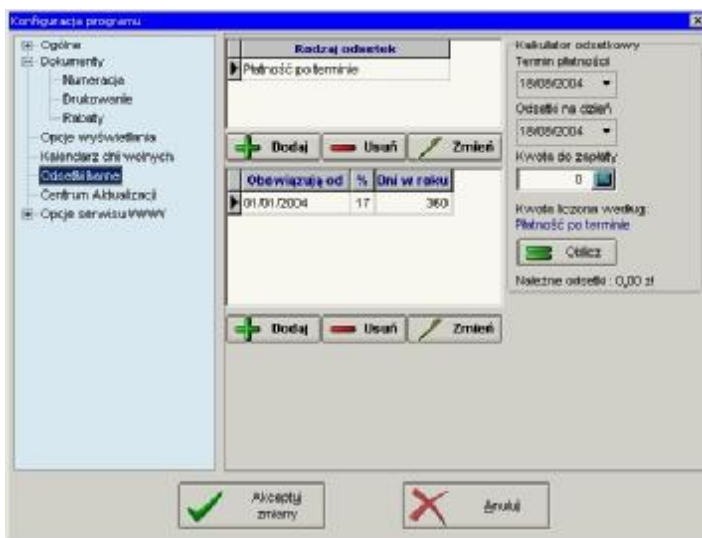 Konfiguracja programu
Ogólne
Dokumenty
Numeracja
Drukowanie
Rabaty
Opcje wyświetlania
Kalendarz dni wolnych
Odsetki karne
Centrum Aktualizacji
Opcje serwisu WWW
Rodzaj odsetek
Płatność po terminie
Dodaj
Usuń
Zmień
Obowiązują od % Dni w roku
01/01/2004 17 360
Dodaj
Usuń
Zmień
Kalkulator odsetkowy
Termin płatności
18/08/2004
Odsetki na dzień
18/08/2004
Kwota do zapłaty
0
Kwota liczona według:
Płatność po terminie
Oblicz
Należne odsetki : 0,00 zł
Akceptuj
zmiany
Anuluj